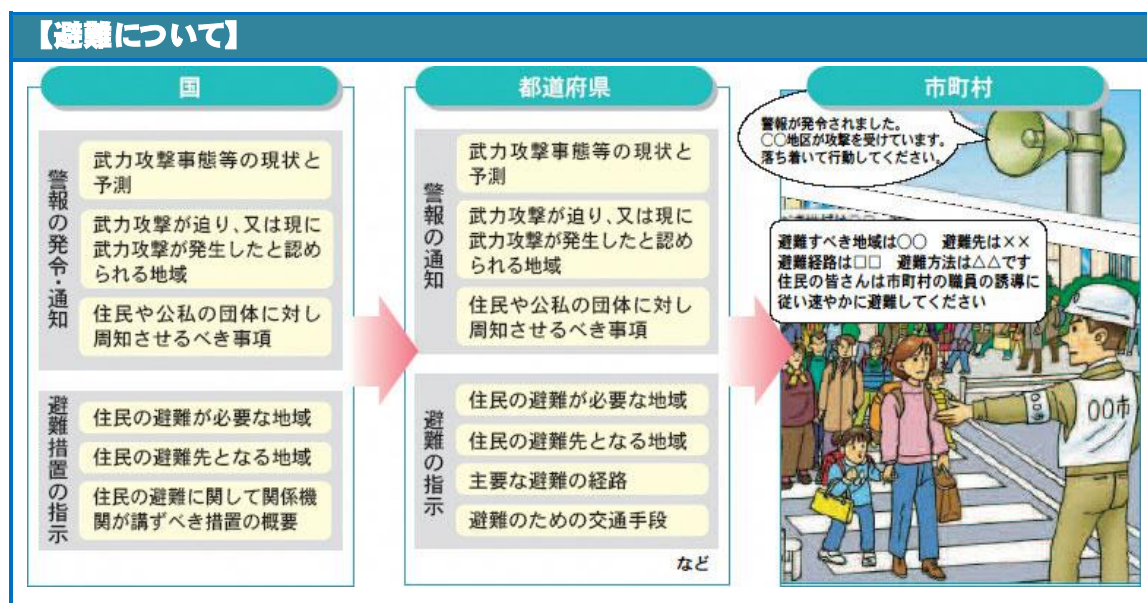 【避難について】
国
警報の発令・通知
武力攻撃事態等の現状と
予測
武力攻撃が迫り、又は現に
武力攻撃が発生したと認め
られる地域
住民や公私の団体に対し
周知させるべき事項
避難措置の指示
住民の避難が必要な地域
住民の避難先となる地域
住民の避難に関して関係機
関が講ずべき措置の概要
都道府県
警報の通知
武力攻撃事態等の現状と
予測
武力攻撃が迫り、又は現に
武力攻撃が発生したと認め
られる地域
住民や公私の団体に対し
周知させるべき事項
避難の指示
住民の避難が必要な地域
住民の避難先となる地域
主要な避難の経路
避難のための交通手段
など
市町村
警報が発令されました。
〇〇地区が攻撃を受けています。
落ち着いて行動してください。
避難すべき地域は〇〇 避難先は××
避難経路は□□ 避難方法は△△です
住民の皆さんは市町村の職員の誘導に
従い速やかに避難してください
〇〇市
〇〇市